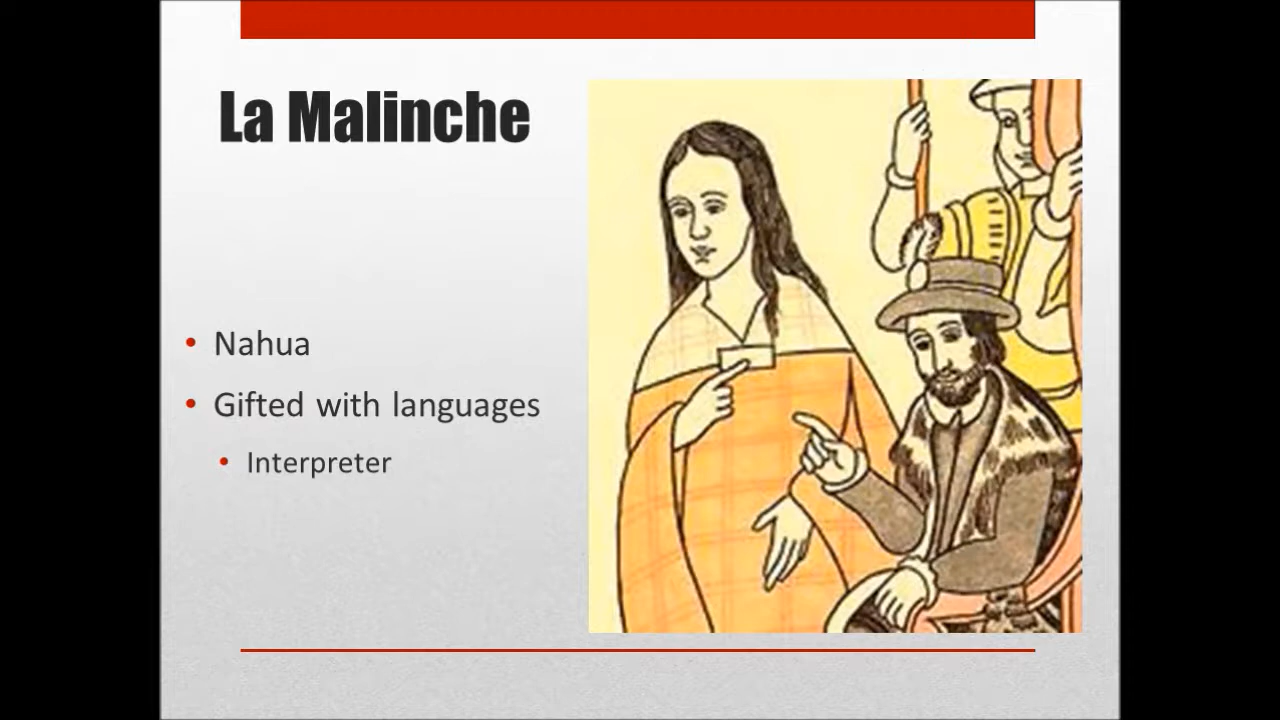 La Malinche
• Nahua
• Gifted with languages
• Interpreter